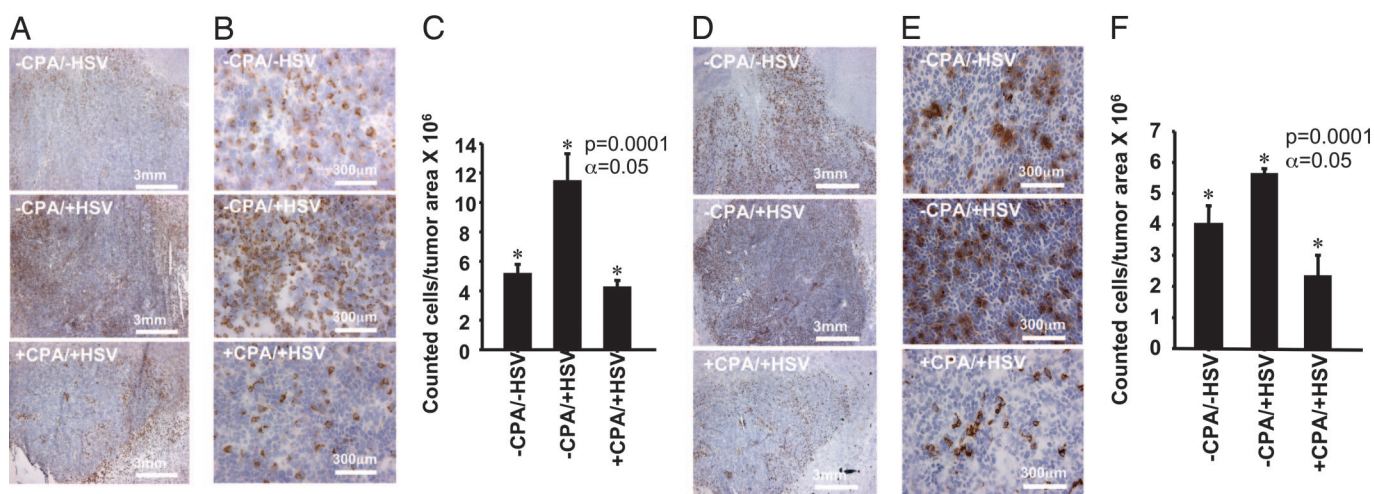 A
-CPA/-HSV
3mm
-CPA/+HSV
3mm
+CPA/+HSV
3mm
B
-CPA/-HSV
300µm
-CPA/+HSV
300µm
+CPA/+HSV
300µm
C
Counted cells/tumor area X 10⁶
14
12
10
8
6
4
2
0
*
*
*
p=0.0001
α=0.05
-CPA/-HSV
-CPA/+HSV
+CPA/+HSV
D
-CPA/-HSV
3mm
-CPA/+HSV
3mm
+CPA/+HSV
3mm
E
-CPA/-HSV
300µm
-CPA/+HSV
300µm
+CPA/+HSV
300µm
F
Counted cells/tumor area X 10⁶
7
6
5
4
3
2
1
0
*
*
*
p=0.0001
α=0.05
-CPA/-HSV
-CPA/+HSV
+CPA/+HSV